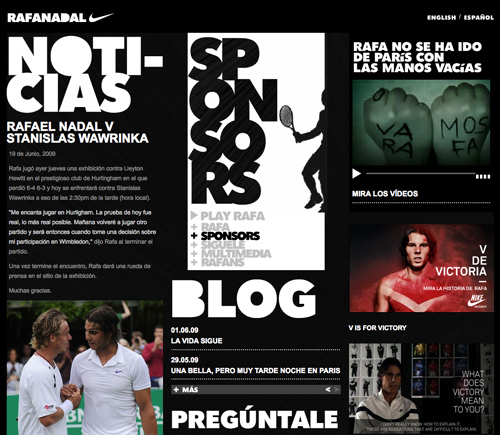 RAFANADAL
ENGLISH / ESPAÑOL
NOTI-
CIAS
RAFAEL NADAL V
STANISLAS WAWRINKA
19 de Junio, 2009
Rafa jugó ayer jueves una exhibición contra Lleyton
Hewitt en el prestigioso club de Hurlingham en el que
perdió 6-4 6-3 y hoy se enfrentará contra Stanislas
Wawrinka a eso de las 2:30pm de la tarde (hora local).
"Me encanta jugar en Hurligham. La prueba de hoy fue
real, lo más real posible. Mañana volveré a jugar otro
partido y será entonces cuando tome una decisión sobre
mi participación en Wimbledon," dijo Rafa al terminar el
partido.
Una vez termine el encuentro, Rafa dará una rueda de
prensa en el sitio de la exhibición.
Muchas gracias.
SP
ON
SO
RS
PLAY RAFA
+ RAFA
+ SPONSORS
+ SIGUELE
+ MULTIMEDIA
+ RAFANS
BLOG
01.06.09
LA VIDA SIGUE
29.05.09
UNA BELLA, PERO MUY TARDE NOCHE EN PARIS
+ MÁS < >
PREGÚNTALE
RAFA NO SE HA IDO
DE PARÍS CON
LAS MANOS VACÍAS
VA MOS
RA FA
MIRA LOS VÍDEOS
V
DE
VICTORIA
MIRA LA HISTORIA DE RAFA
NIKE
V IS FOR VICTORY
WHAT
DOES
VICTORY
MEAN
TO YOU?
I DON'T REALLY KNOW HOW TO EXPLAIN IT.
THESE ARE SENSATIONS THAT ARE DIFFICULT TO EXPLAIN